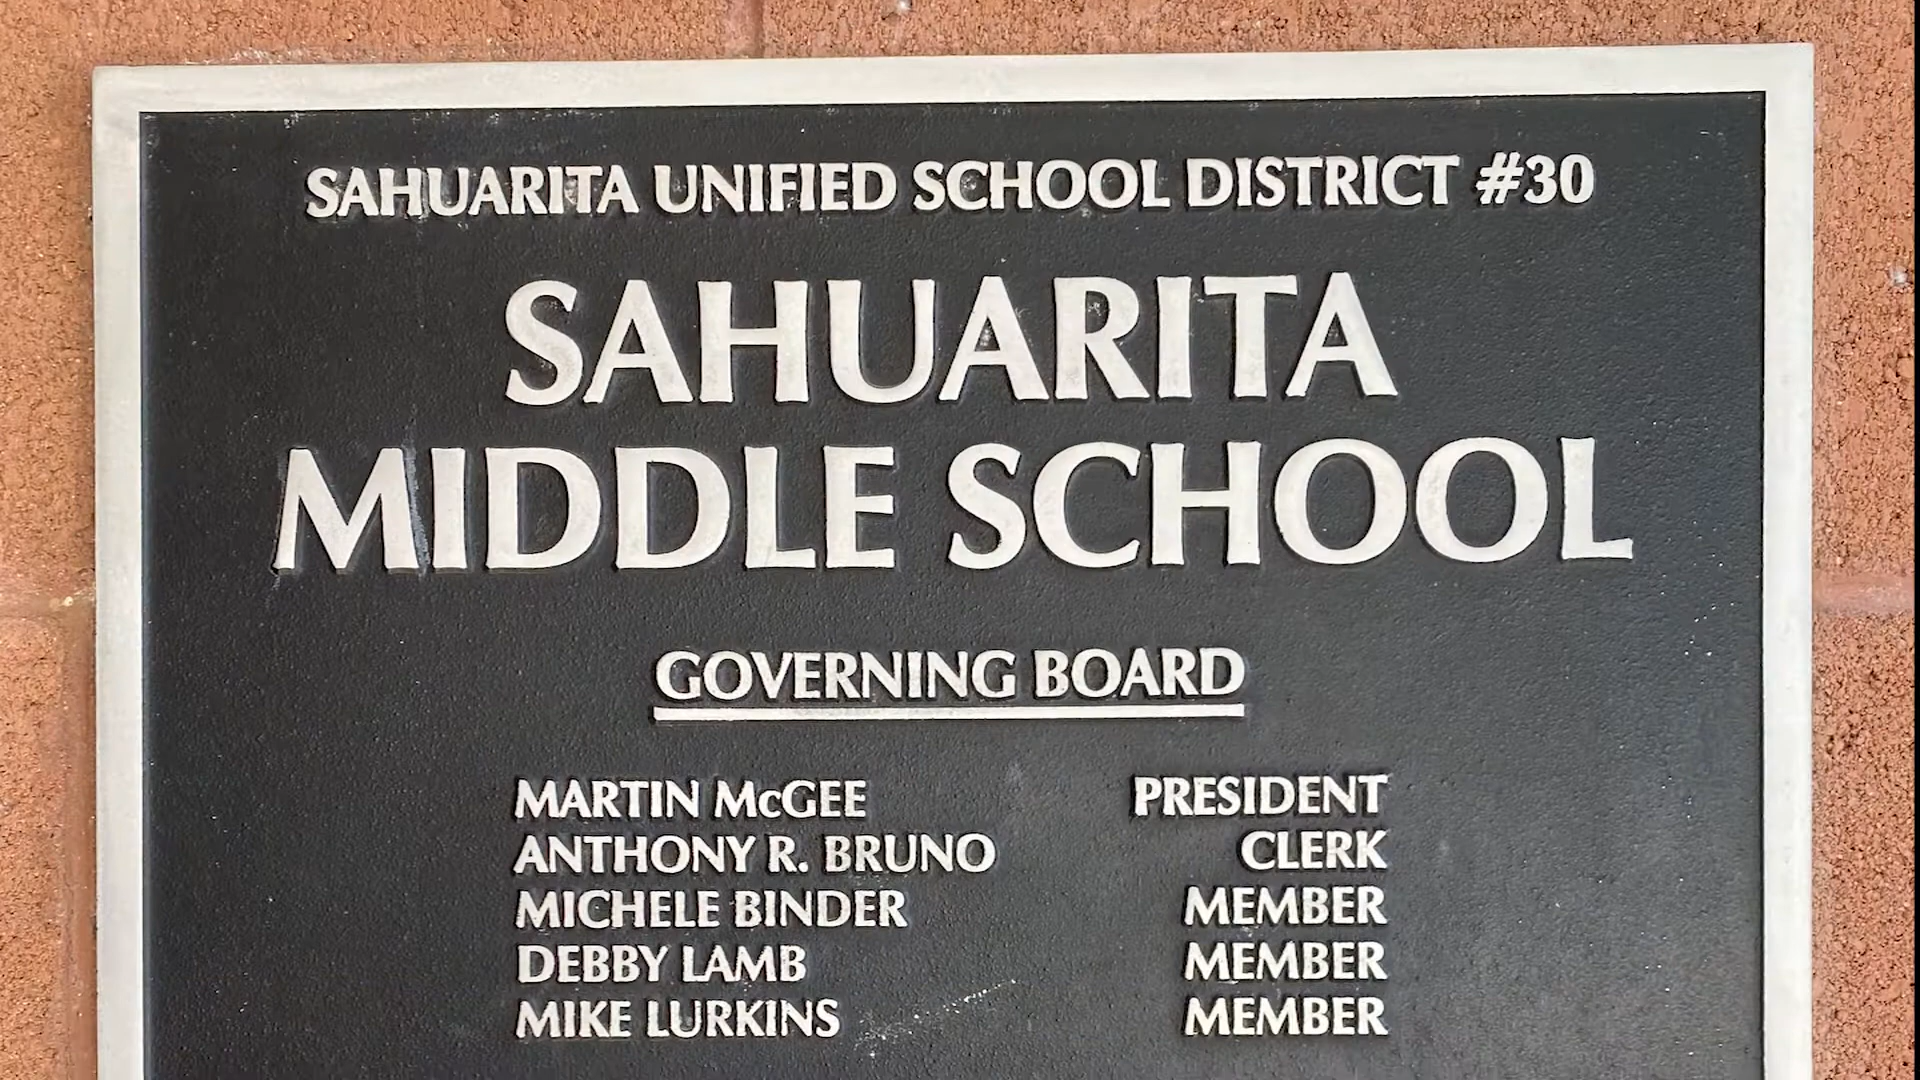 SAHUARITA UNIFIED SCHOOL DISTRICT #30
SAHUARITA
MIDDLE SCHOOL
GOVERNING BOARD
MARTIN McGEE PRESIDENT
ANTHONY R. BRUNO CLERK
MICHELE BINDER MEMBER
DEBBY LAMB MEMBER
MIKE LURKINS MEMBER